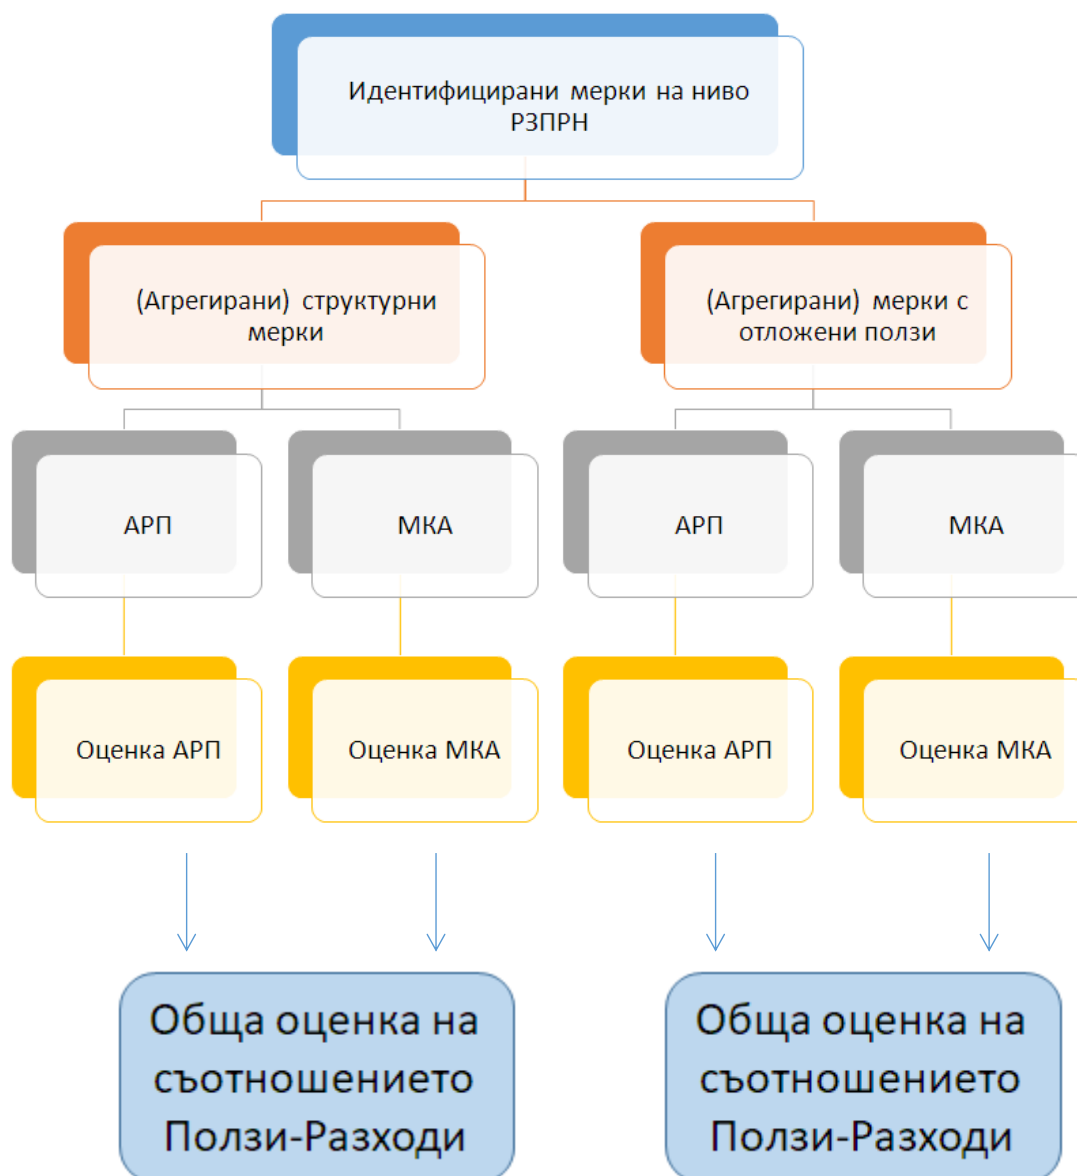 Идентифицирани мерки на ниво
РЗПРН
(Агрегирани) структурни
мерки
(Агрегирани) мерки с
отложени ползи
АРП
МКА
АРП
МКА
Оценка АРП
Оценка МКА
Оценка АРП
Оценка МКА
Обща оценка на
съотношението
Ползи-Разходи
Обща оценка на
съотношението
Ползи-Разходи